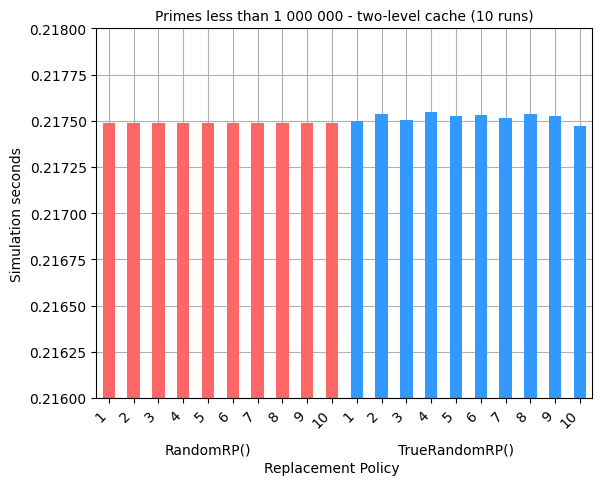 Primes less than 1 000 000 - two-level cache (10 runs)
0.21800
0.21775
0.21750
0.21725
0.21700
0.21675
0.21650
0.21625
0.21600
Simulation seconds
1 2 3 4 5 6 7 8 9 10 1 2 3 4 5 6 7 8 9 10
RandomRP() TrueRandomRP()
Replacement Policy